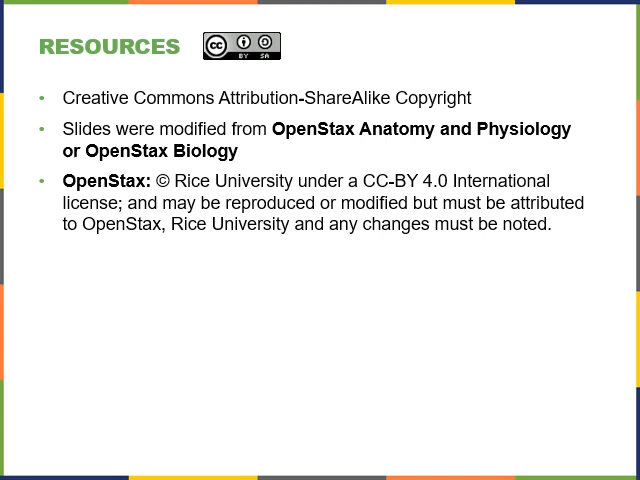 RESOURCES
cc BY SA
• Creative Commons Attribution-ShareAlike Copyright
• Slides were modified from OpenStax Anatomy and Physiology
or OpenStax Biology
• OpenStax: © Rice University under a CC-BY 4.0 International
license; and may be reproduced or modified but must be attributed
to OpenStax, Rice University and any changes must be noted.